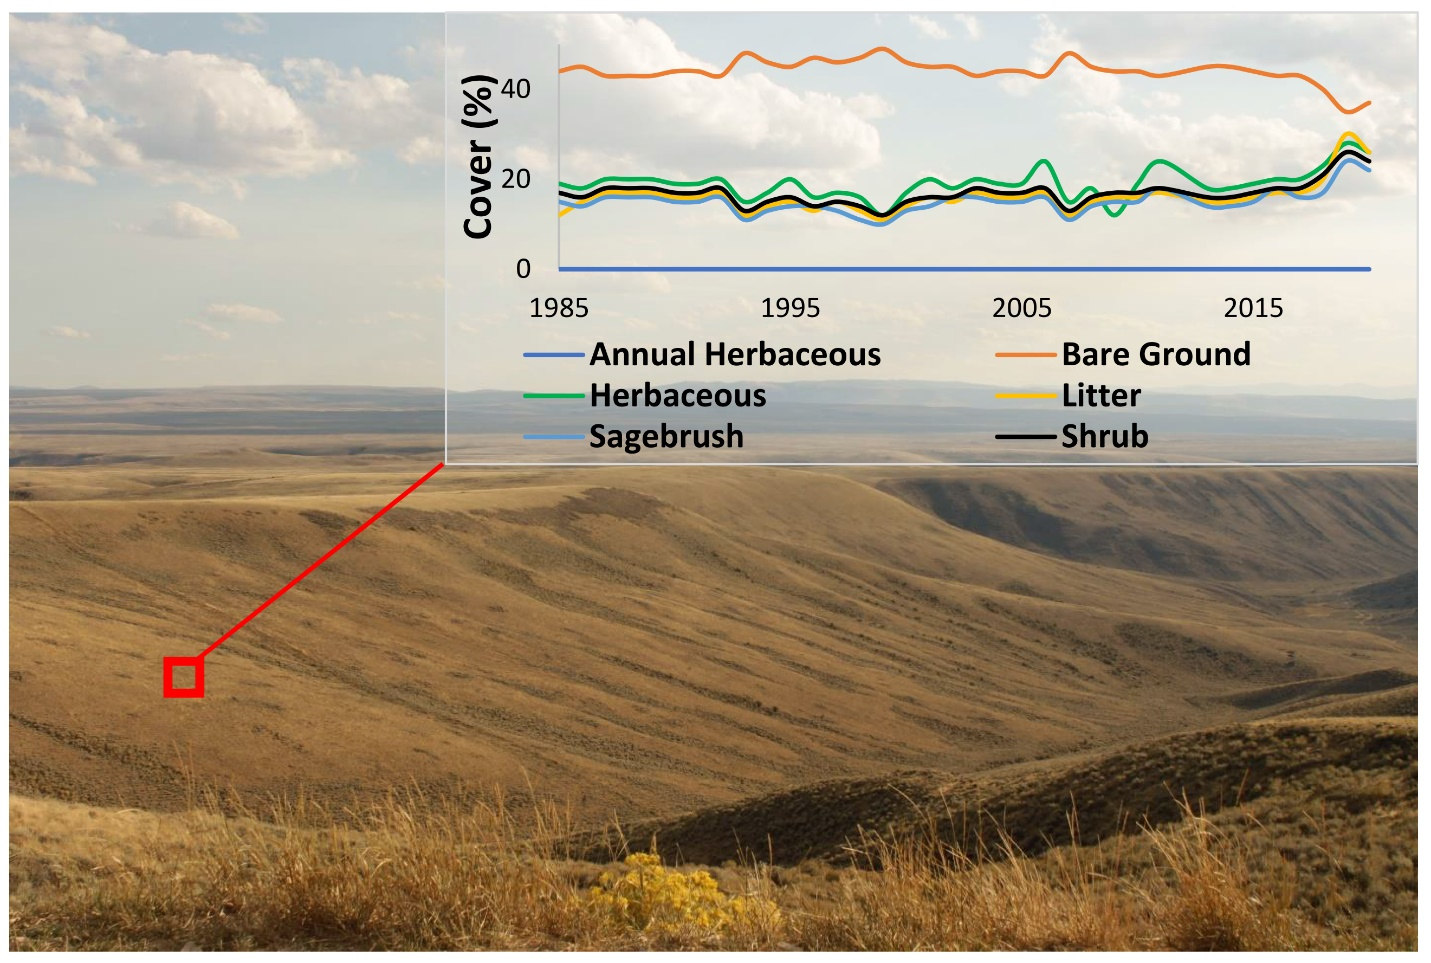 Cover (%)
40
20
0
1985 1995 2005 2015
Annual Herbaceous Bare Ground
Herbaceous Litter
Sagebrush Shrub